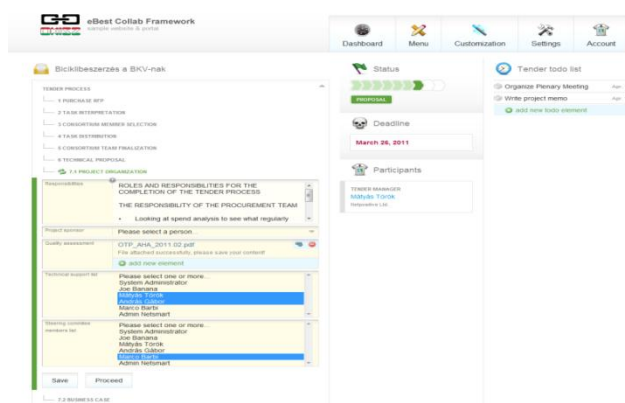 eBest Collab Framework
sample website & portal
Dashboard
Menu
Customization
Settings
Account
Biciklibeszerzés a BKV-nak
TENDER PROCESS
1 PURCHASE RFP
2 TASK INTERPRETATION
3 CONSORTIUM MEMBER SELECTION
4 TASK DISTRIBUTION
5 CONSORTIUM TEAM FINALIZATION
6 TECHNICAL PROPOSAL
7.1 PROJECT ORGANIZATION
Responsibilities
ROLES AND RESPONSIBILITIES FOR THE
COMPLETION OF THE TENDER PROCESS
THE RESPONSIBILITY OF THE PROCUREMENT TEAM
• Looking at spend analysis to see what regularly
Project sponsor
Please select a person...
Quality assessment
OTP_AHA_2011.02.pdf
File attached successfully, please save your content!
add new element
Technical support list
Please select one or more...
System Administrator
Joe Banana
Mátyás Török
András Gábor
Marco Barbi
Admin Netsmart
Steering committee
members list
Please select one or more...
System Administrator
Joe Banana
Mátyás Török
András Gábor
Marco Barbi
Admin Netsmart
Save
Proceed
7.2 BUSINESS CASE
Status
PROPOSAL
Deadline
March 26, 2011
Participants
TENDER MANAGER
Mátyás Török
Netpositive Ltd.
Tender todo list
Organize Plenary Meeting
Write project memo
add new todo element